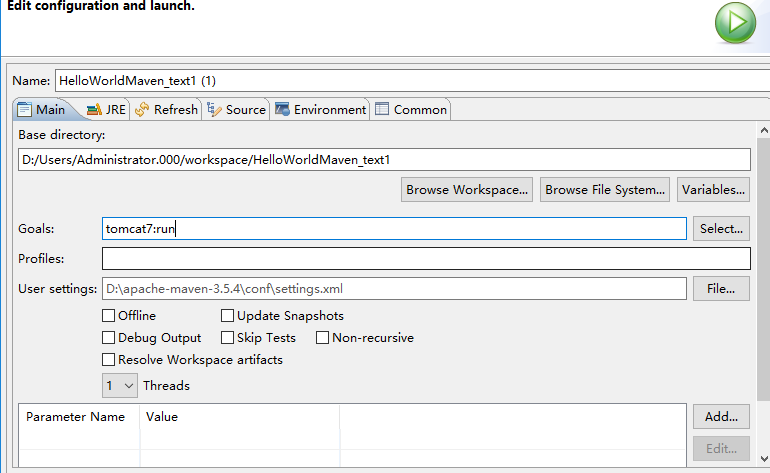 Edit configuration and launch.
Name: HelloWorldMaven_text1 (1)
Main JRE Refresh Source Environment Common
Base directory:
D:/Users/Administrator.000/workspace/HelloWorldMaven_text1
Browse Workspace... Browse File System... Variables...
Goals: tomcat7:run Select...
Profiles:
User settings: D:\apache-maven-3.5.4\conf\settings.xml File...
Offline Update Snapshots
Debug Output Skip Tests Non-recursive
Resolve Workspace artifacts
1 Threads
Parameter Name Value Add...
Edit...